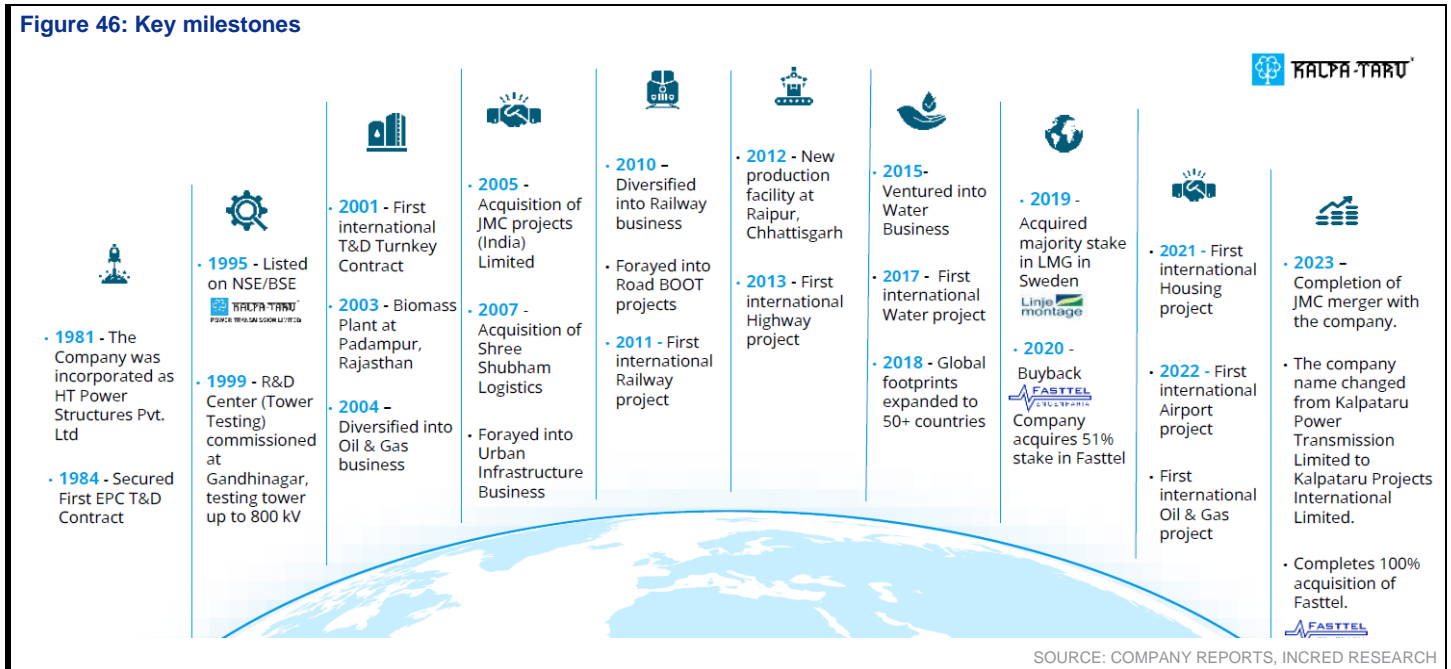 Figure 46: Key milestones
KALPA-TARU
• 1981 - The
Company was
incorporated as
HT Power
Structures Pvt.
Ltd
• 1984 - Secured
First EPC T&D
Contract
• 1995 - Listed
on NSE/BSE
KALPA-TARU
POWER TRANSMISSION LIMITED
• 1999 - R&D
Center (Tower
Testing)
commissioned
at
Gandhinagar,
testing tower
up to 800 kV
• 2001 - First
international
T&D Turnkey
Contract
• 2003 - Biomass
Plant at
Padampur,
Rajasthan
• 2004 –
Diversified into
Oil & Gas
business
• 2005 -
Acquisition of
JMC projects
(India)
Limited
• 2007 -
Acquisition of
Shree
Shubham
Logistics
• Forayed into
Urban
Infrastructure
Business
• 2010 –
Diversified
into Railway
business
• Forayed into
Road BOOT
projects
• 2011 - First
international
Railway
project
• 2012 - New
production
facility at
Raipur,
Chhattisgarh
• 2013 - First
international
Highway
project
• 2015-
Ventured into
Water
Business
• 2017 - First
international
Water project
• 2018 - Global
footprints
expanded to
50+ countries
• 2019 -
Acquired
majority stake
in LMG in
Sweden
Linje
montage
• 2020 -
Buyback
FASTTEL
ENGENHARIA
Company
acquires 51%
stake in Fasttel
• 2021 - First
international
Housing
project
• 2022 - First
international
Airport
project
• First
international
Oil & Gas
project
• 2023 –
Completion of
JMC merger with
the company.
• The company
name changed
from Kalpataru
Power
Transmission
Limited to
Kalpataru Projects
International
Limited.
• Completes 100%
acquisition of
Fasttel.
FASTTEL
SOURCE: COMPANY REPORTS, INCRED RESEARCH